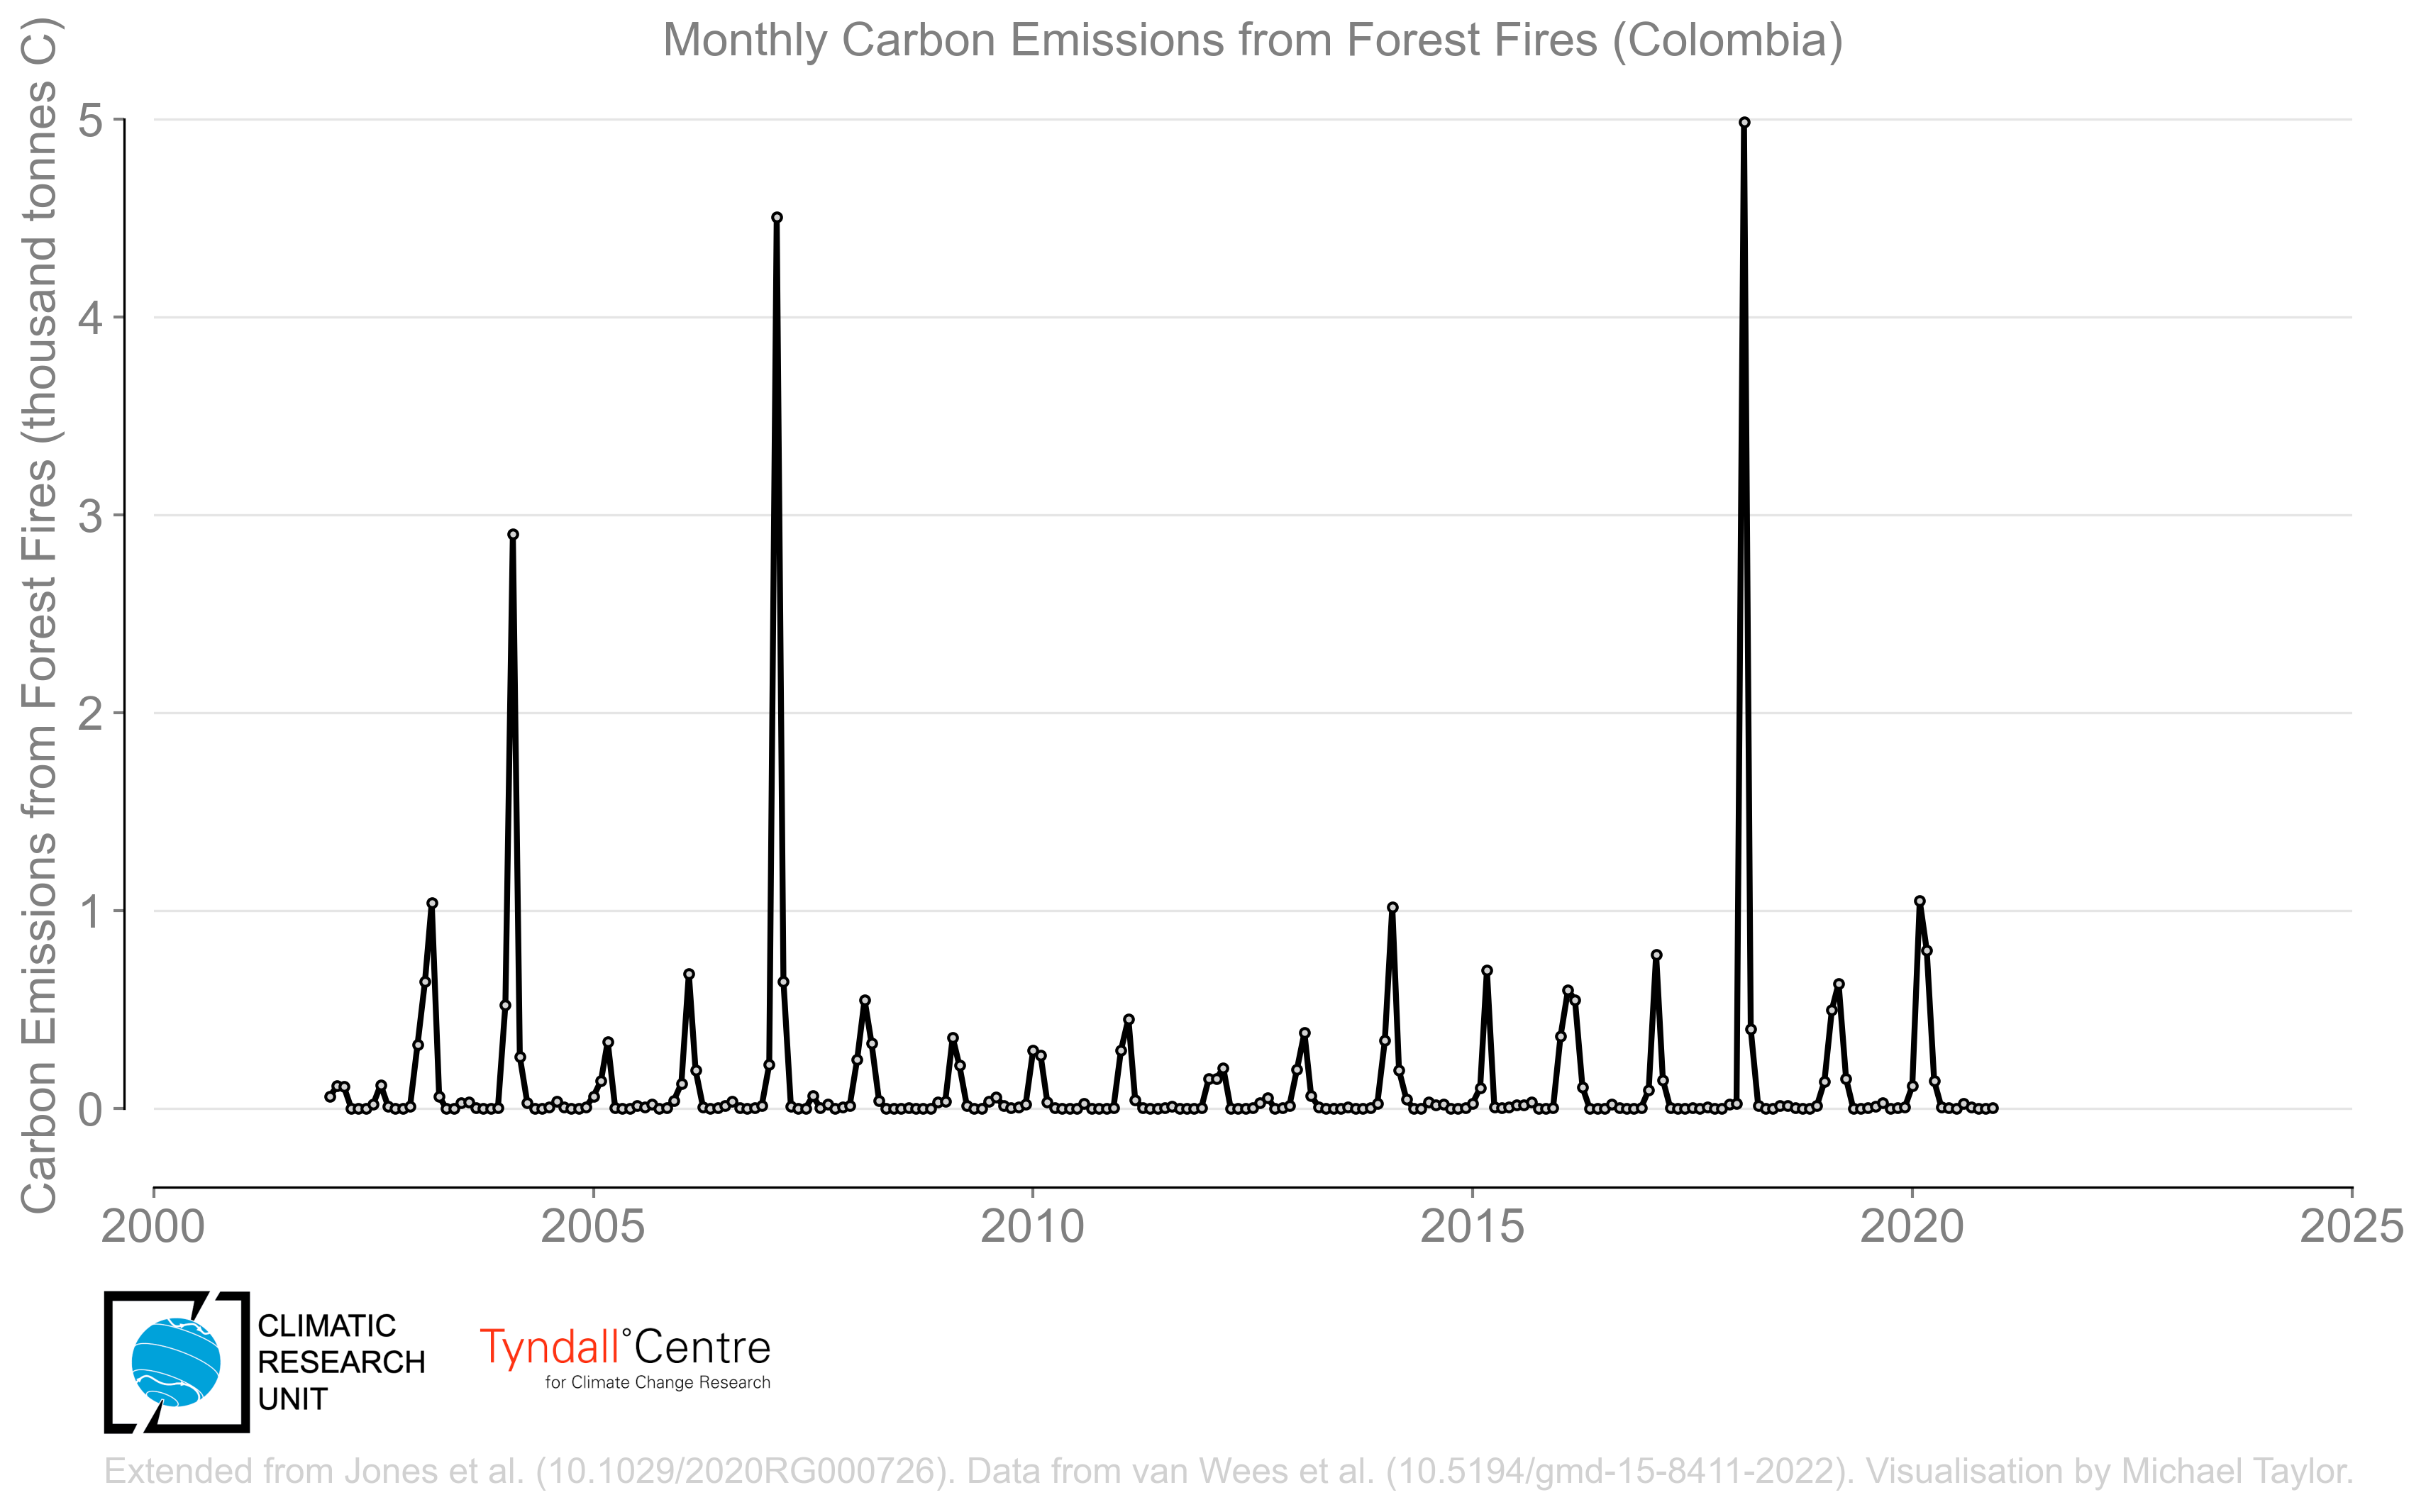 Monthly Carbon Emissions from Forest Fires (Colombia)
Carbon Emissions from Forest Fires (thousand tonnes C)
5
4
3
2
1
0
2000 2005 2010 2015 2020 2025
CLIMATIC
RESEARCH
UNIT
Tyndall°Centre
for Climate Change Research
Extended from Jones et al. (10.1029/2020RG000726). Data from van Wees et al. (10.5194/gmd-15-8411-2022). Visualisation by Michael Taylor.